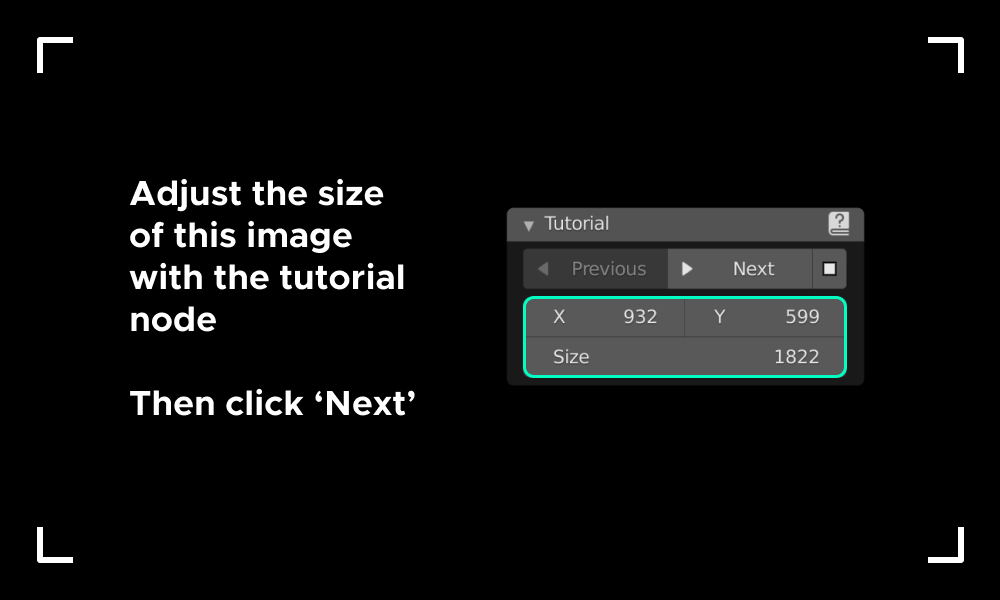 Adjust the size
of this image
with the tutorial
node
Then click ‘Next’
Tutorial
?
Previous Next
X 932 Y 599
Size 1822